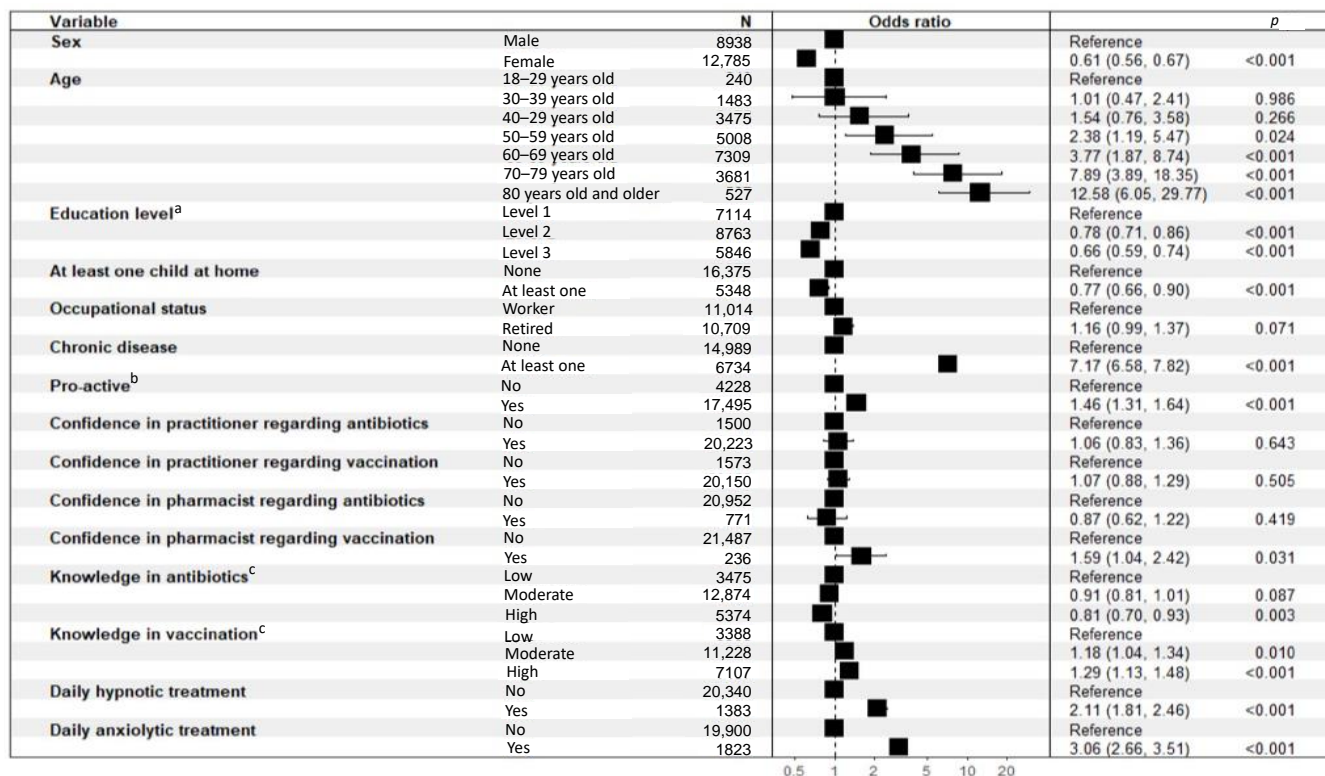 Variable N Odds ratio p
Sex Male 8938 Reference
Female 12,785 0.61 (0.56, 0.67) <0.001
Age 18–29 years old 240 Reference
30–39 years old 1483 1.01 (0.47, 2.41) 0.986
40–29 years old 3475 1.54 (0.76, 3.58) 0.266
50–59 years old 5008 2.38 (1.19, 5.47) 0.024
60–69 years old 7309 3.77 (1.87, 8.74) <0.001
70–79 years old 3681 7.89 (3.89, 18.35) <0.001
80 years old and older 527 12.58 (6.05, 29.77) <0.001
Education level a Level 1 7114 Reference
Level 2 8763 0.78 (0.71, 0.86) <0.001
Level 3 5846 0.66 (0.59, 0.74) <0.001
At least one child at home None 16,375 Reference
At least one 5348 0.77 (0.66, 0.90) <0.001
Occupational status Worker 11,014 Reference
Retired 10,709 1.16 (0.99, 1.37) 0.071
Chronic disease None 14,989 Reference
At least one 6734 7.17 (6.58, 7.82) <0.001
Pro-active b No 4228 Reference
Yes 17,495 1.46 (1.31, 1.64) <0.001
Confidence in practitioner regarding antibiotics No 1500 Reference
Yes 20,223 1.06 (0.83, 1.36) 0.643
Confidence in practitioner regarding vaccination No 1573 Reference
Yes 20,150 1.07 (0.88, 1.29) 0.505
Confidence in pharmacist regarding antibiotics No 20,952 Reference
Yes 771 0.87 (0.62, 1.22) 0.419
Confidence in pharmacist regarding vaccination No 21,487 Reference
Yes 236 1.59 (1.04, 2.42) 0.031
Knowledge in antibiotics c Low 3475 Reference
Moderate 12,874 0.91 (0.81, 1.01) 0.087
High 5374 0.81 (0.70, 0.93) 0.003
Knowledge in vaccination c Low 3388 Reference
Moderate 11,228 1.18 (1.04, 1.34) 0.010
High 7107 1.29 (1.13, 1.48) <0.001
Daily hypnotic treatment No 20,340 Reference
Yes 1383 2.11 (1.81, 2.46) <0.001
Daily anxiolytic treatment No 19,900 Reference
Yes 1823 3.06 (2.66, 3.51) <0.001
0.5 1 2 5 10 20